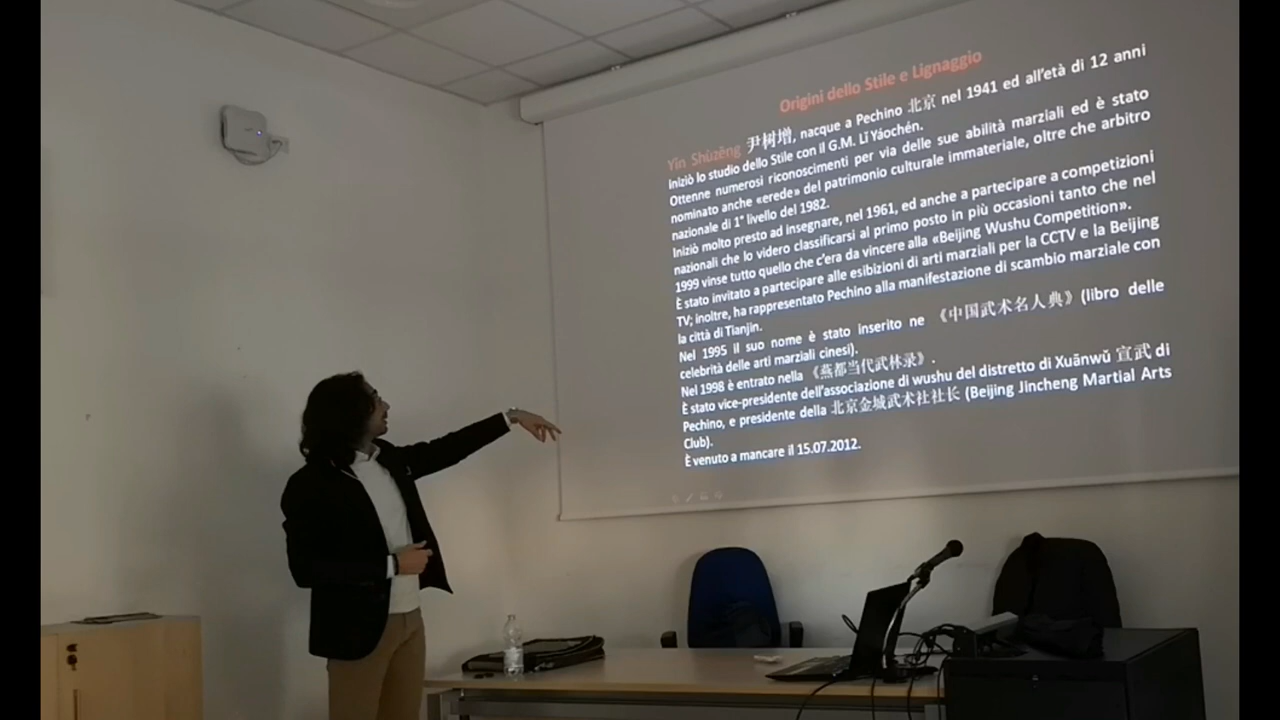 Origini dello Stile e Lignaggio
Yǐn Shùzēng 尹树增, nacque a Pechino 北京 nel 1941 ed all'età di 12 anni
Iniziò lo studio dello Stile con il G.M. Lǐ Yáochén.
Ottenne numerosi riconoscimenti per via delle sue abilità marziali ed è stato
nominato anche «erede» del patrimonio culturale immateriale, oltre che arbitro
nazionale di 1° livello del 1982.
Iniziò molto presto ad insegnare, nel 1961, ed anche a partecipare a competizioni
nazionali che lo videro classificarsi al primo posto in più occasioni tanto che nel
1999 vinse tutto quello che c'era da vincere alla «Beijing Wushu Competition».
È stato invitato a partecipare alle esibizioni di arti marziali per la CCTV e la Beijing
TV; inoltre, ha rappresentato Pechino alla manifestazione di scambio marziale con
la città di Tianjin.
Nel 1995 il suo nome è stato inserito ne 《中国武术名人典》 (libro delle
celebrità delle arti marziali cinesi).
Nel 1998 è entrato nella 《燕都当代武林录》.
È stato vice-presidente dell'associazione di wushu del distretto di Xuānwǔ 宣武 di
Pechino, e presidente della 北京金城武术社社长 (Beijing Jincheng Martial Arts
Club).
È venuto a mancare il 15.07.2012.